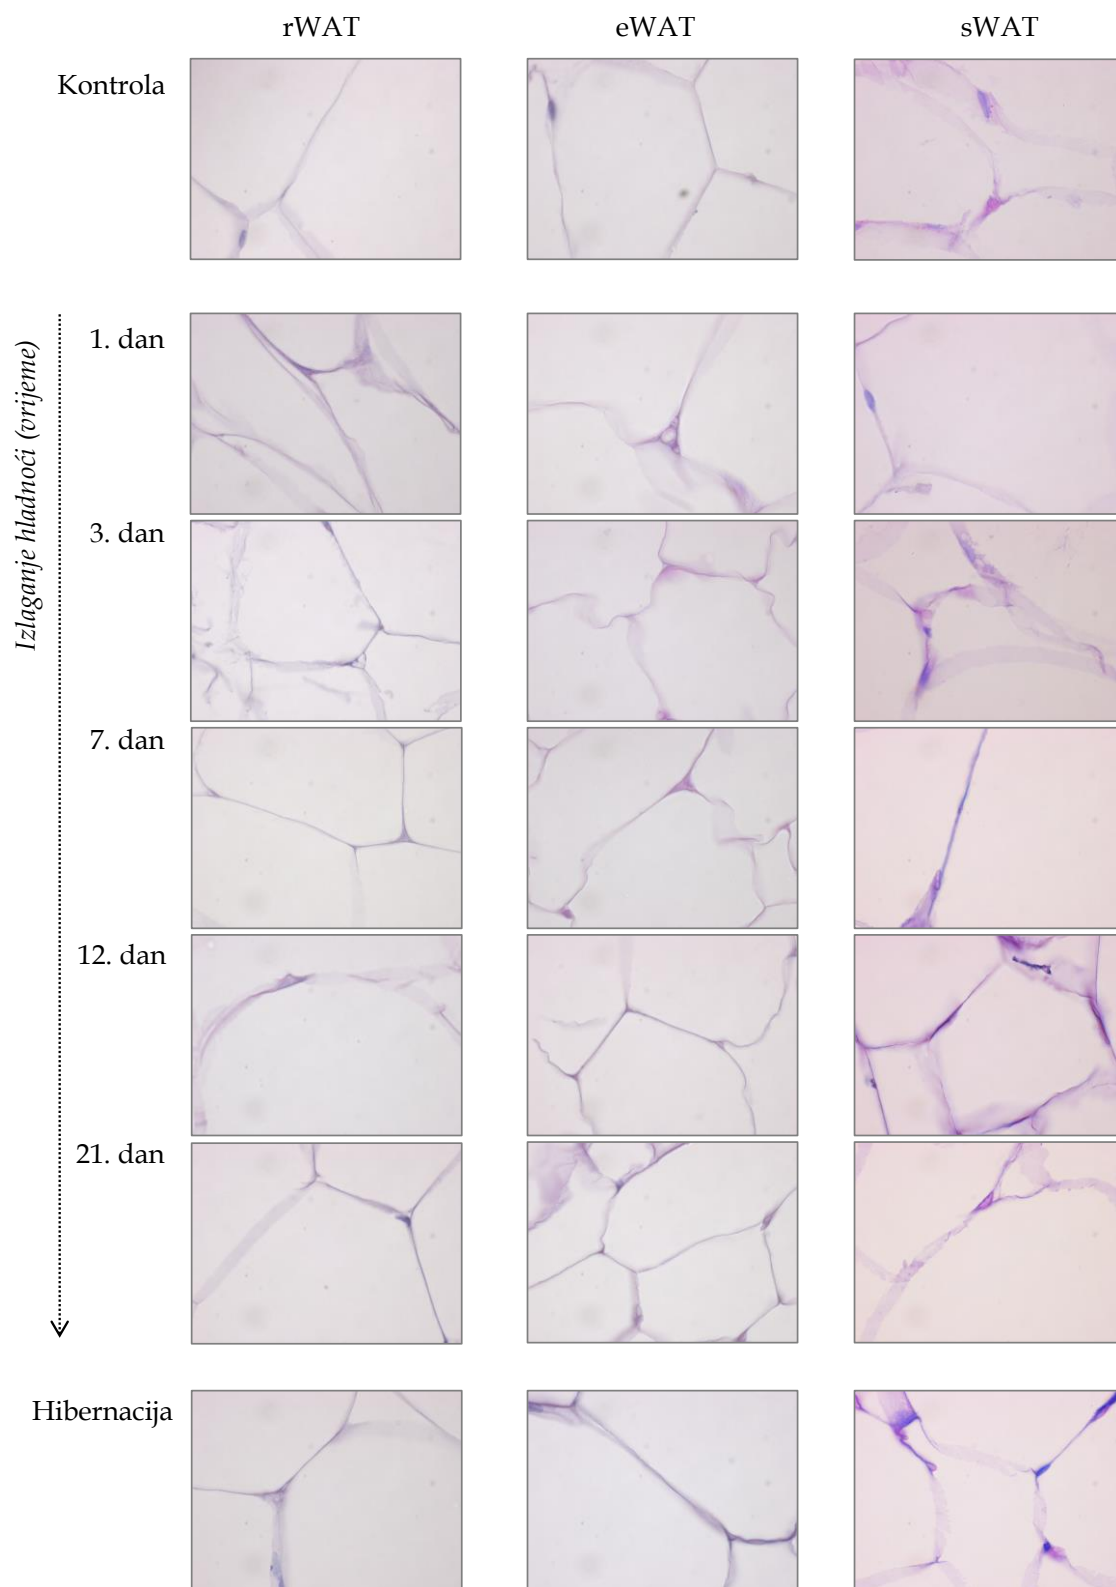 rWAT eWAT sWAT
Kontrola
Izlaganje hladnoći (vrijeme)
1. dan
3. dan
7. dan
12. dan
21. dan
Hibernacija